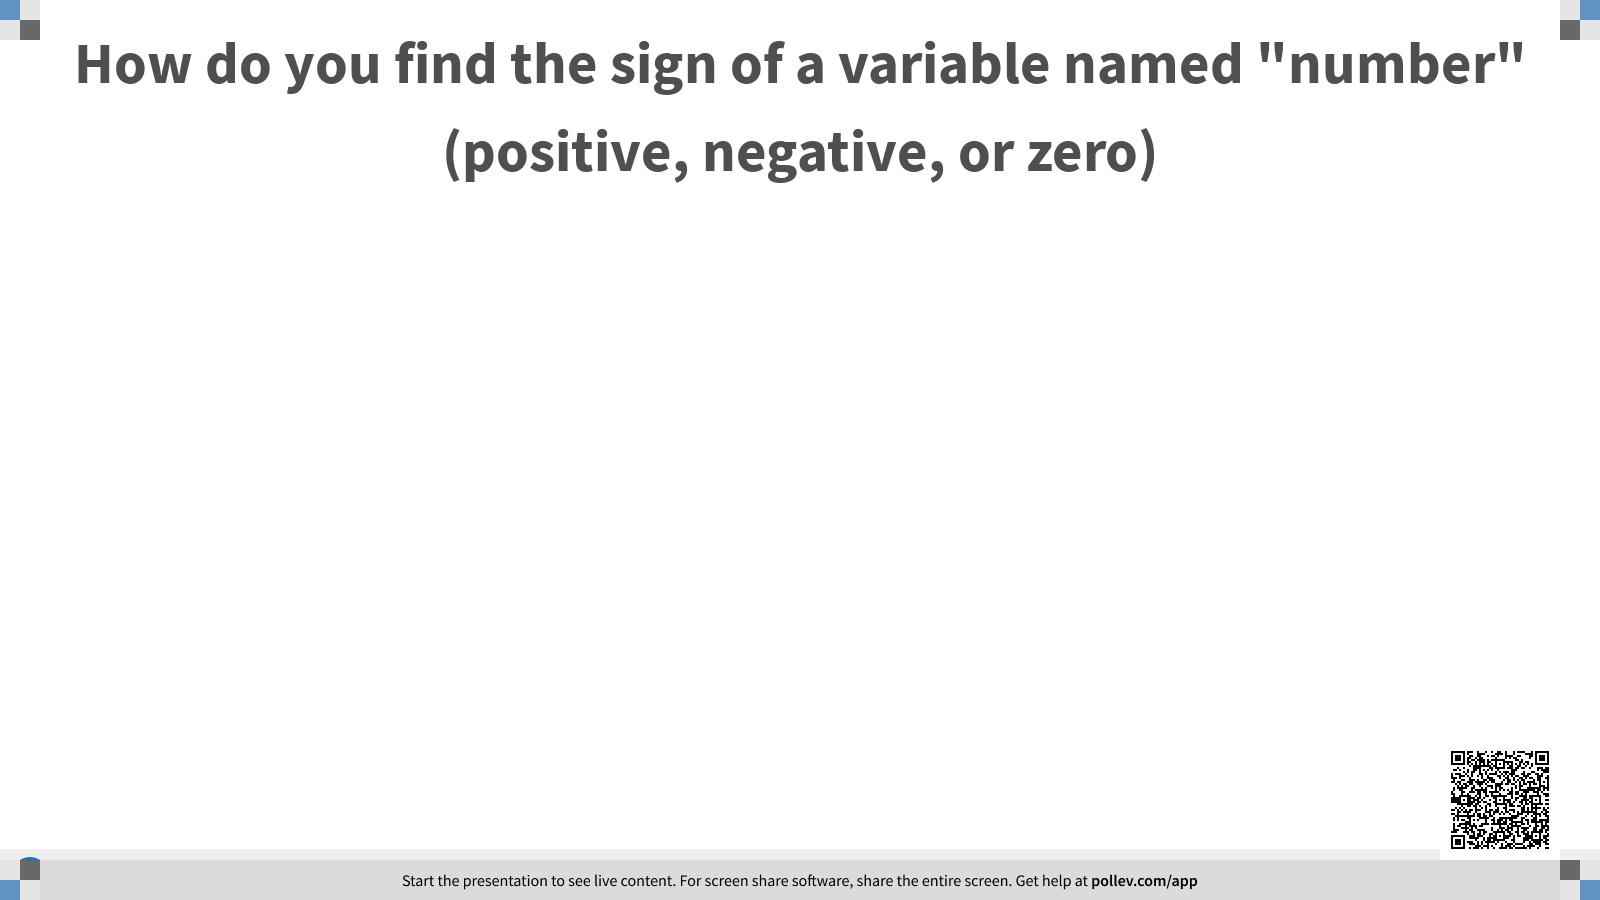 How do you find the sign of a variable named "number"
(positive, negative, or zero)
Start the presentation to see live content. For screen share software, share the entire screen. Get help at pollev.com/app